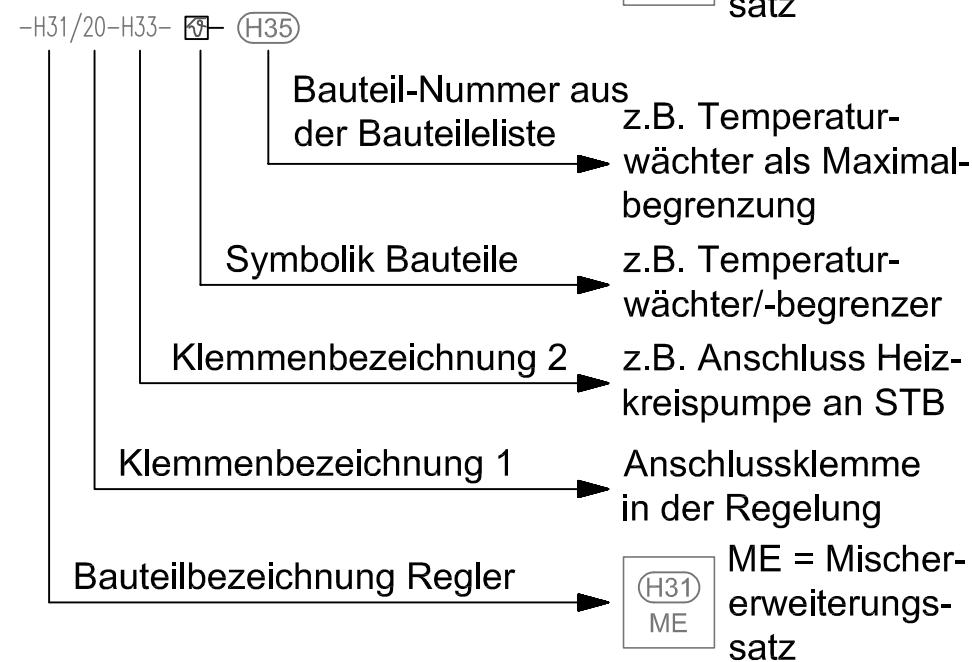 satz
-H31/20-H33- ϑ - H35
Bauteil-Nummer aus
der Bauteileliste
z.B. Temperatur-
wächter als Maximal-
begrenzung
Symbolik Bauteile
z.B. Temperatur-
wächter/-begrenzer
Klemmenbezeichnung 2
z.B. Anschluss Heiz-
kreispumpe an STB
Klemmenbezeichnung 1
Anschlussklemme
in der Regelung
Bauteilbezeichnung Regler
H31
ME
ME = Mischer-
erweiterungs-
satz